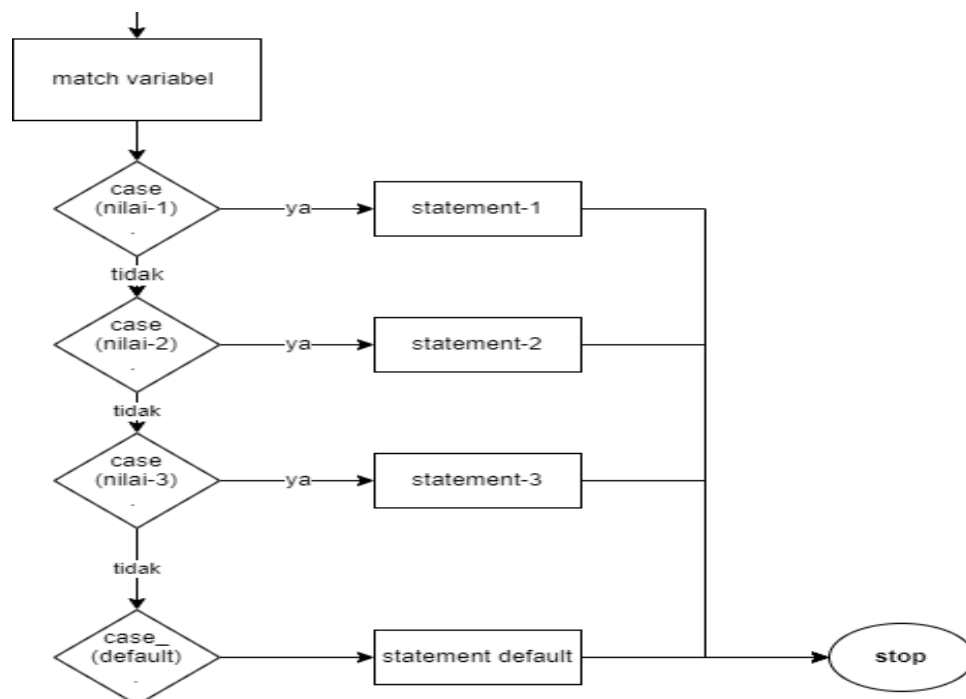 match variabel
case
(nilai-1)
.
ya
statement-1
tidak
case
(nilai-2)
.
ya
statement-2
tidak
case
(nilai-3)
.
ya
statement-3
tidak
case_
(default)
.
statement default
stop